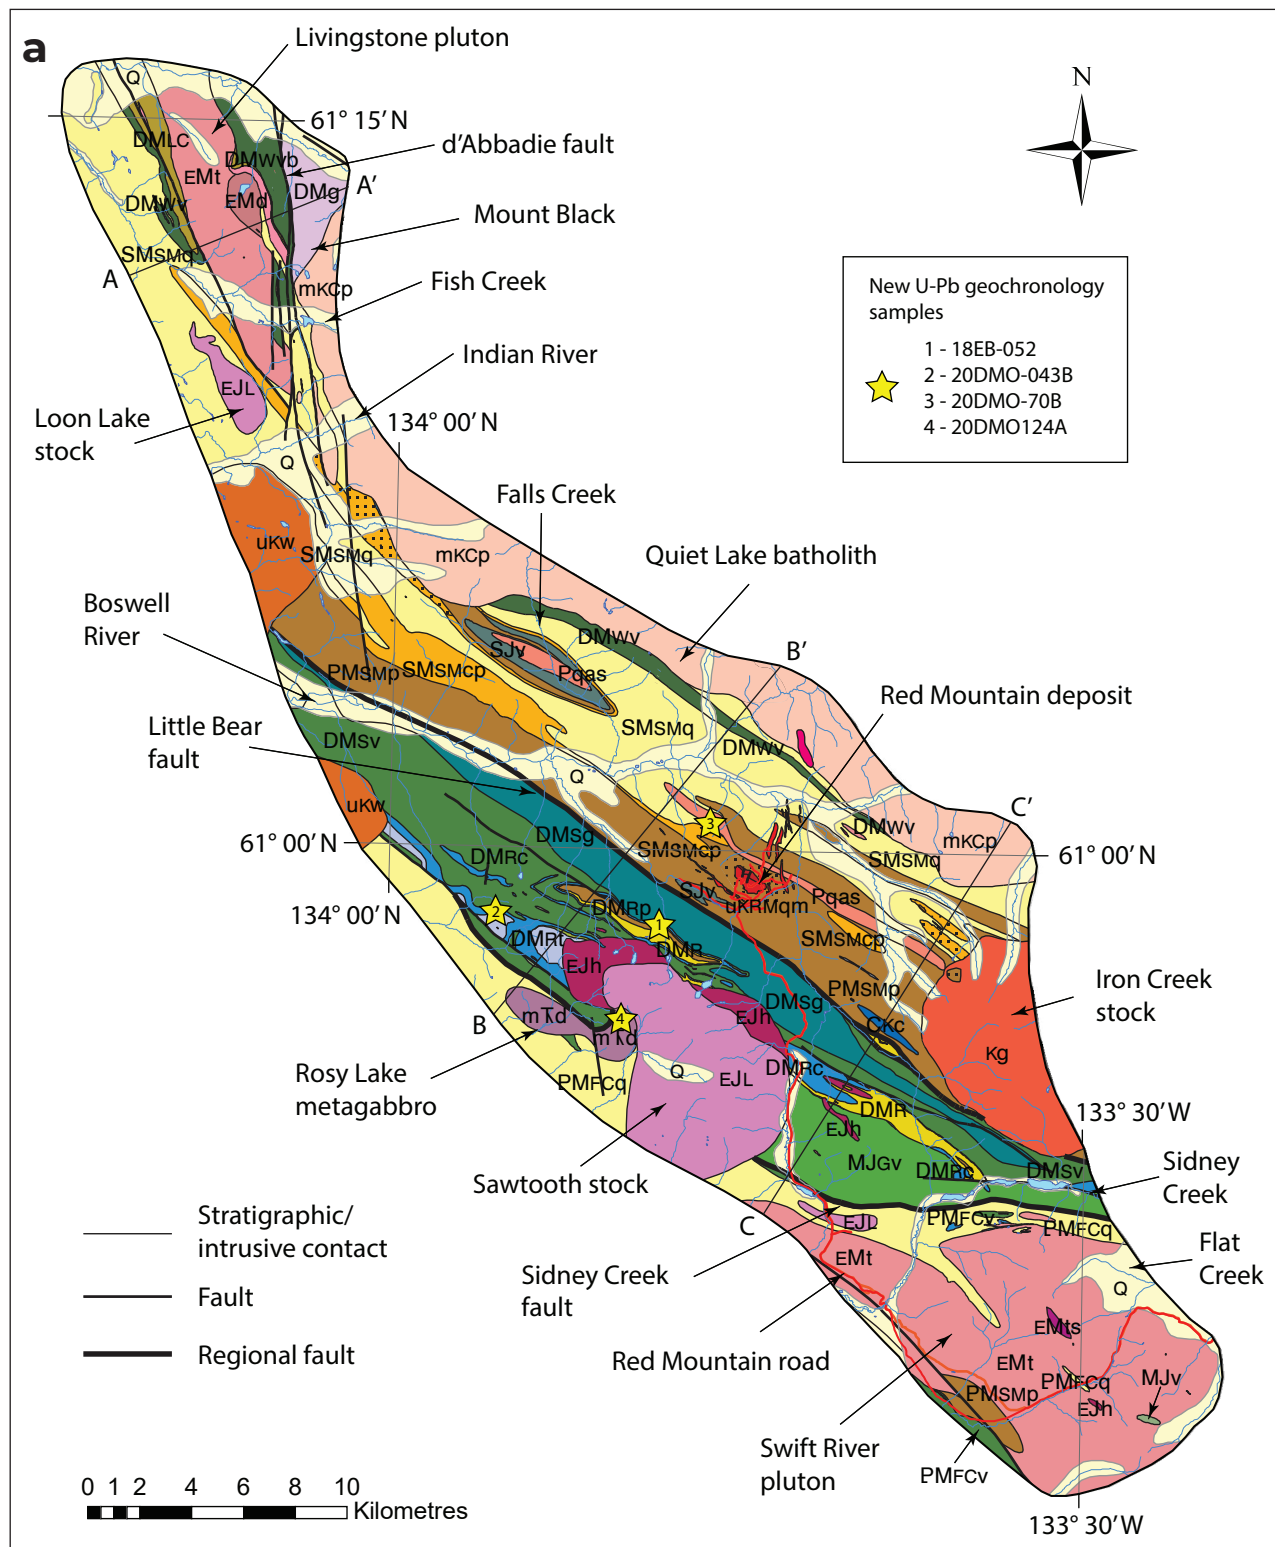 a
Livingstone pluton
N
Q
61° 15′ N
d’Abbadie fault
DMLC
DMWvb
EMt
DMg
A’
EMd
DMWv
Mount Black
SMSMq
A
mKCp
Fish Creek
New U-Pb geochronology
samples
1 - 18EB-052
2 - 20DMO-043B
3 - 20DMO-70B
4 - 20DMO124A
Indian River
EJL
Loon Lake
stock
134° 00′ N
Q
Falls Creek
uKw
SMSMq
mKCp
Quiet Lake batholith
Boswell
River
DMWv
SJv
B’
PMSMp
SMSMcp
Pqas
Red Mountain deposit
Little Bear
fault
SMSMq
DMSv
DMWv
Q
C’
uKw
3
DMWv
mKCp
61° 00′ N
DMSg
SMSMcp
SMSMq
61° 00′ N
DMRc
SJv
uKRMqm
Pqas
134° 00′ N
2
DMRp
1
DMRt
DMR
SMSMcp
EJh
PMSMp
Iron Creek
stock
B
mTd
4
mTd
EJh
DMSg
CKc
Kg
Rosy Lake
metagabbro
PMFCq
Q
EJL
DMRc
DMR
133° 30′ W
EJh
MJGv
DMRc
DMSv
Sidney
Creek
Sawtooth stock
C
EJL
PMFCv
PMFCq
Stratigraphic/
intrusive contact
Flat
Creek
EMt
Sidney Creek
fault
Q
Fault
EMts
Regional fault
Red Mountain road
EMt
PMFCq
MJv
PMSMp
EJh
Swift River
pluton
PMFCv
0 1 2 4 6 8 10
Kilometres
133° 30′ W